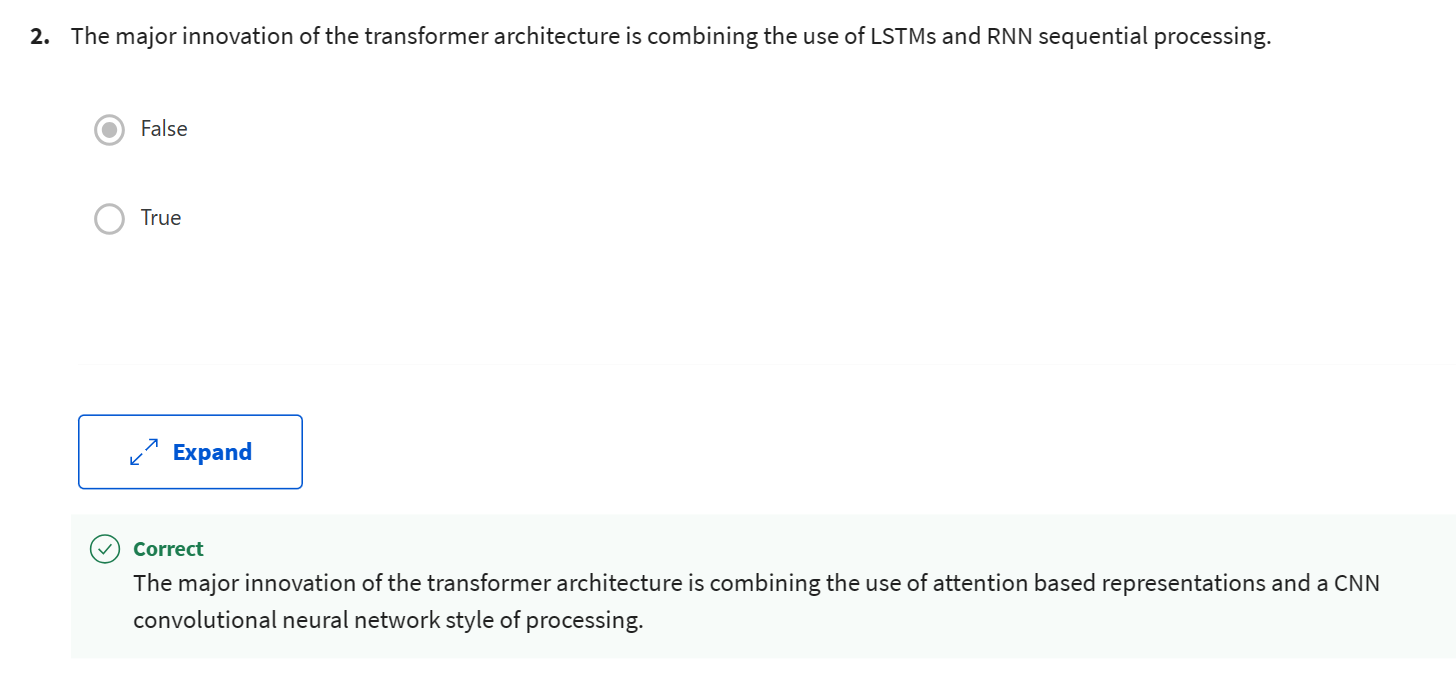 2. The major innovation of the transformer architecture is combining the use of LSTMs and RNN sequential processing.
False
True
Expand
Correct
The major innovation of the transformer architecture is combining the use of attention based representations and a CNN
convolutional neural network style of processing.